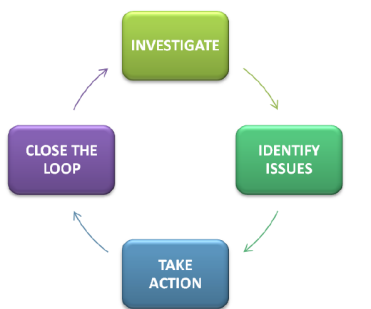 INVESTIGATE
IDENTIFY
ISSUES
TAKE
ACTION
CLOSE THE
LOOP